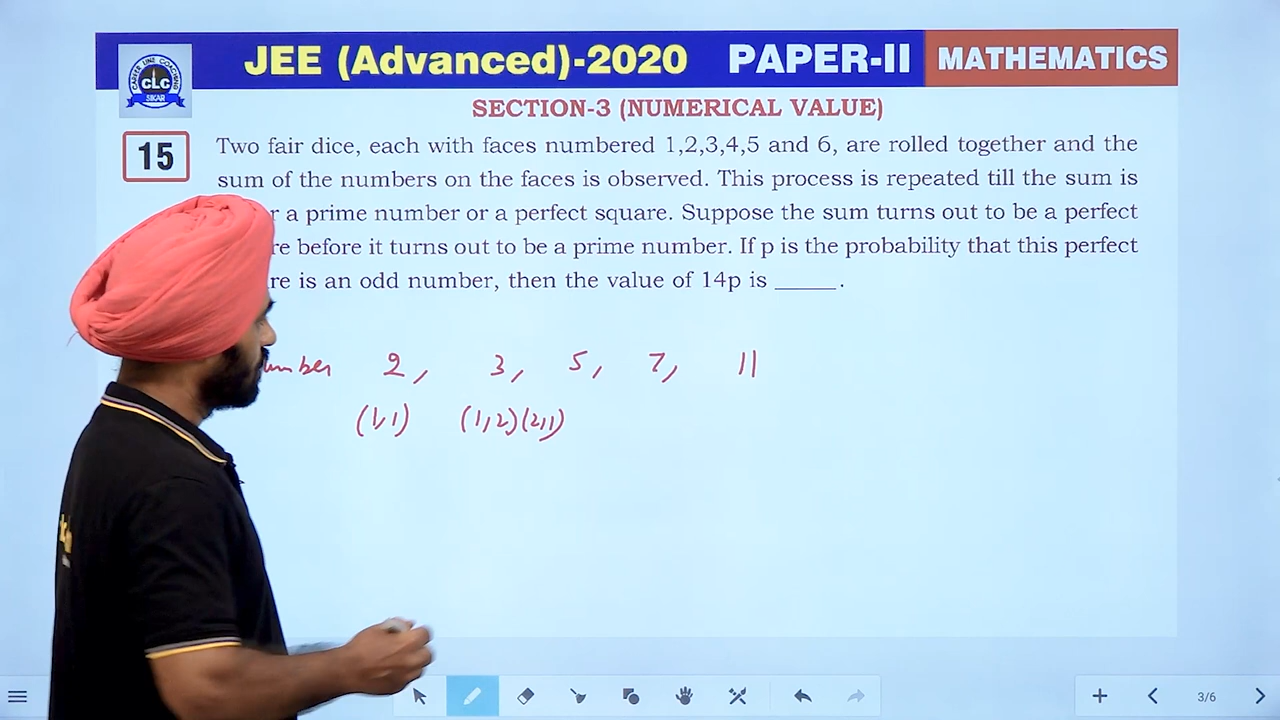 JEE (Advanced)-2020 PAPER-II MATHEMATICS
CLC
SIKAR
SECTION-3 (NUMERICAL VALUE)
15 Two fair dice, each with faces numbered 1,2,3,4,5 and 6, are rolled together and the
sum of the numbers on the faces is observed. This process is repeated till the sum is
r a prime number or a perfect square. Suppose the sum turns out to be a perfect
re before it turns out to be a prime number. If p is the probability that this perfect
re is an odd number, then the value of 14p is _____.
umber 2, 3, 5, 7, 11
(1,1) (1,2)(2,1)
3/6